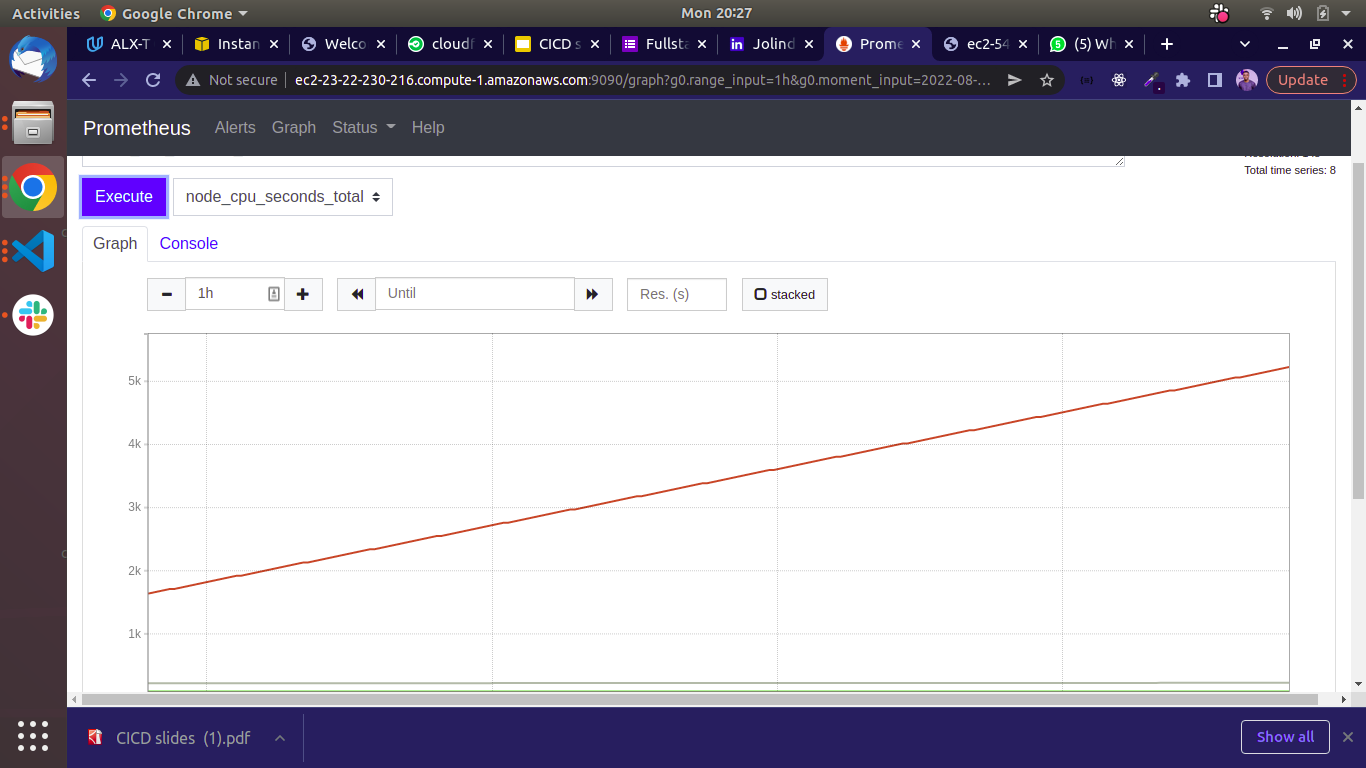 Activities Google Chrome Mon 20:27
ALX-T Instan Welco cloudf CICD s Fullsta Jolind Prome ec2-54 (5) Wh
Not secure ec2-23-22-230-216.compute-1.amazonaws.com:9090/graph?g0.range_input=1h&g0.moment_input=2022-08-... Update
Prometheus Alerts Graph Status Help
Total time series: 8
Execute node_cpu_seconds_total
Graph Console
1h Until Res. (s) stacked
5k
4k
3k
2k
1k
CICD slides (1).pdf Show all